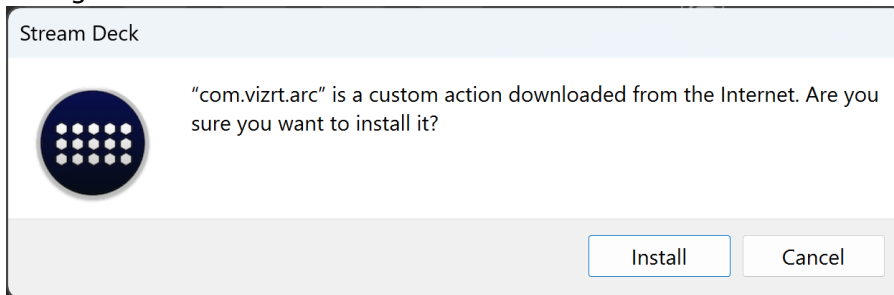 Stream Deck
“com.vizrt.arc” is a custom action downloaded from the Internet. Are you
sure you want to install it?
Install
Cancel